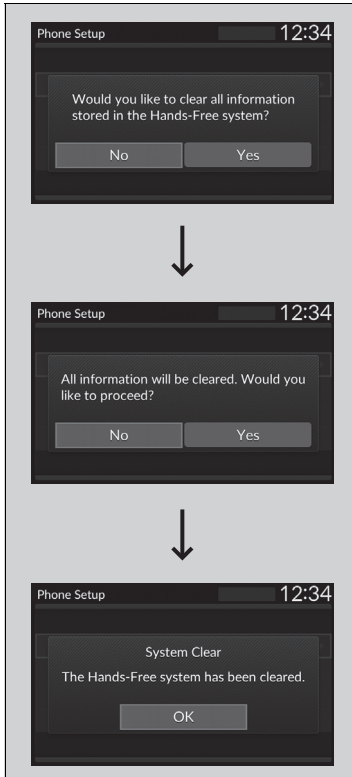 Phone Setup 12:34
Would you like to clear all information
stored in the Hands-Free system?
No Yes
Phone Setup 12:34
All information will be cleared. Would you
like to proceed?
No Yes
Phone Setup 12:34
System Clear
The Hands-Free system has been cleared.
OK